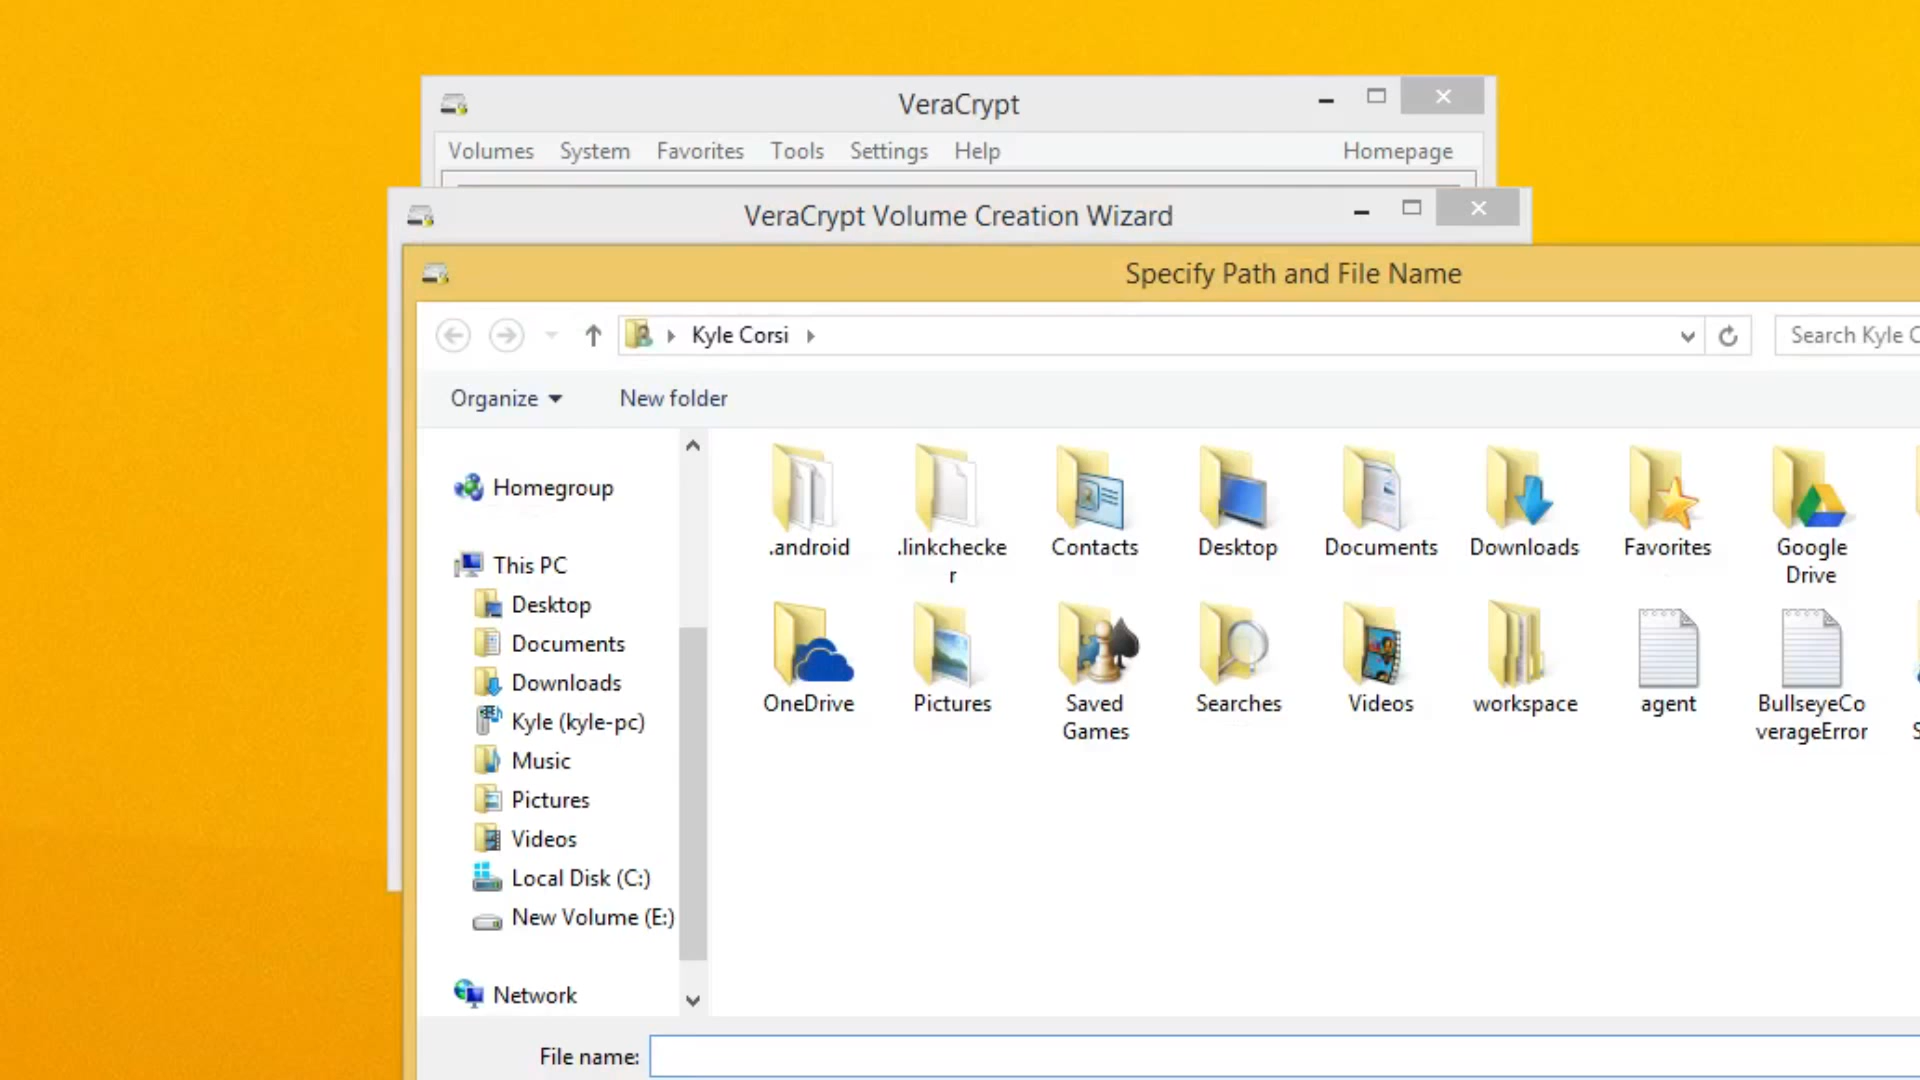 VeraCrypt
Volumes System Favorites Tools Settings Help Homepage
VeraCrypt Volume Creation Wizard
Specify Path and File Name
Kyle Corsi
Search Kyle C
Organize New folder
Homegroup
This PC
Desktop
Documents
Downloads
Kyle (kyle-pc)
Music
Pictures
Videos
Local Disk (C:)
New Volume (E:)
Network
.android
.linkchecke
r
Contacts
Desktop
Documents
Downloads
Favorites
Google
Drive
OneDrive
Pictures
Saved
Games
Searches
Videos
workspace
agent
BullseyeCo
verageError
File name: